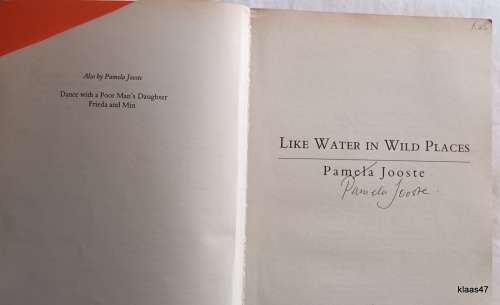 Also by Pamela Jooste
Dance with a Poor Man's Daughter
Frieda and Min
LIKE WATER IN WILD PLACES
Pamela Jooste
Pamela Jooste.
klaas47